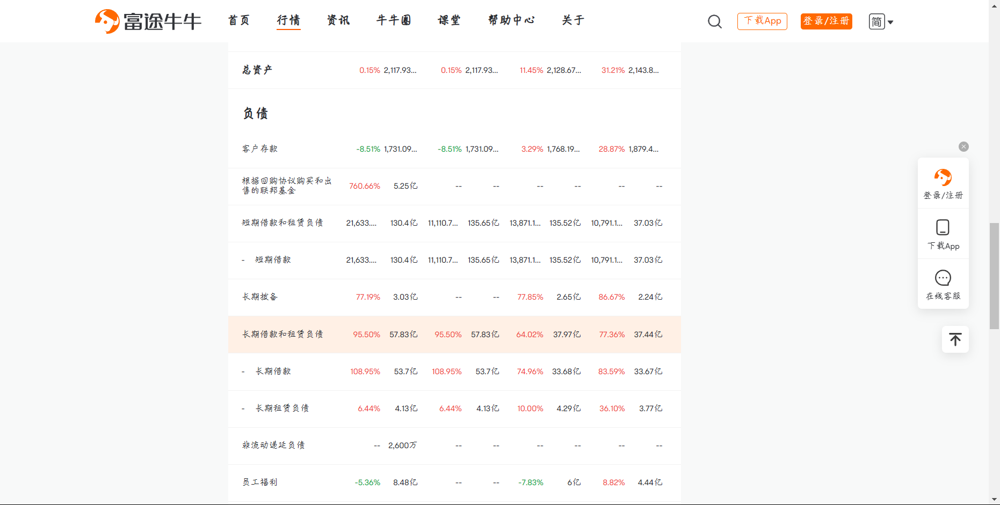 富途牛牛 首页 行情 资讯 牛牛圈 课堂 帮助中心 关于 下载App 登录/注册 简
总资产 0.15% 2,117.93... 0.15% 2,117.93... 11.45% 2,128.67... 31.21% 2,143.8...
负债
客户存款 -8.51% 1,731.09... -8.51% 1,731.09... 3.29% 1,768.19... 28.87% 1,879.4...
根据回购协议购买和出
售的联邦基金 760.66% 5.25亿 -- -- -- -- -- --
短期借款和租赁负债 21,633.... 130.4亿 11,110.7... 135.65亿 13,871.1... 135.52亿 10,791.1... 37.03亿
- 短期借款 21,633.... 130.4亿 11,110.7... 135.65亿 13,871.1... 135.52亿 10,791.1... 37.03亿
长期拨备 77.19% 3.03亿 -- -- 77.85% 2.65亿 86.67% 2.24亿
长期借款和租赁负债 95.50% 57.83亿 95.50% 57.83亿 64.02% 37.97亿 77.36% 37.44亿
- 长期借款 108.95% 53.7亿 108.95% 53.7亿 74.96% 33.68亿 83.59% 33.67亿
- 长期租赁负债 6.44% 4.13亿 6.44% 4.13亿 10.00% 4.29亿 36.10% 3.77亿
非流动递延负债 -- 2,600万 -- -- -- -- -- --
员工福利 -5.36% 8.48亿 -- -- -7.83% 6亿 8.82% 4.44亿
登录/注册
下载App
在线客服